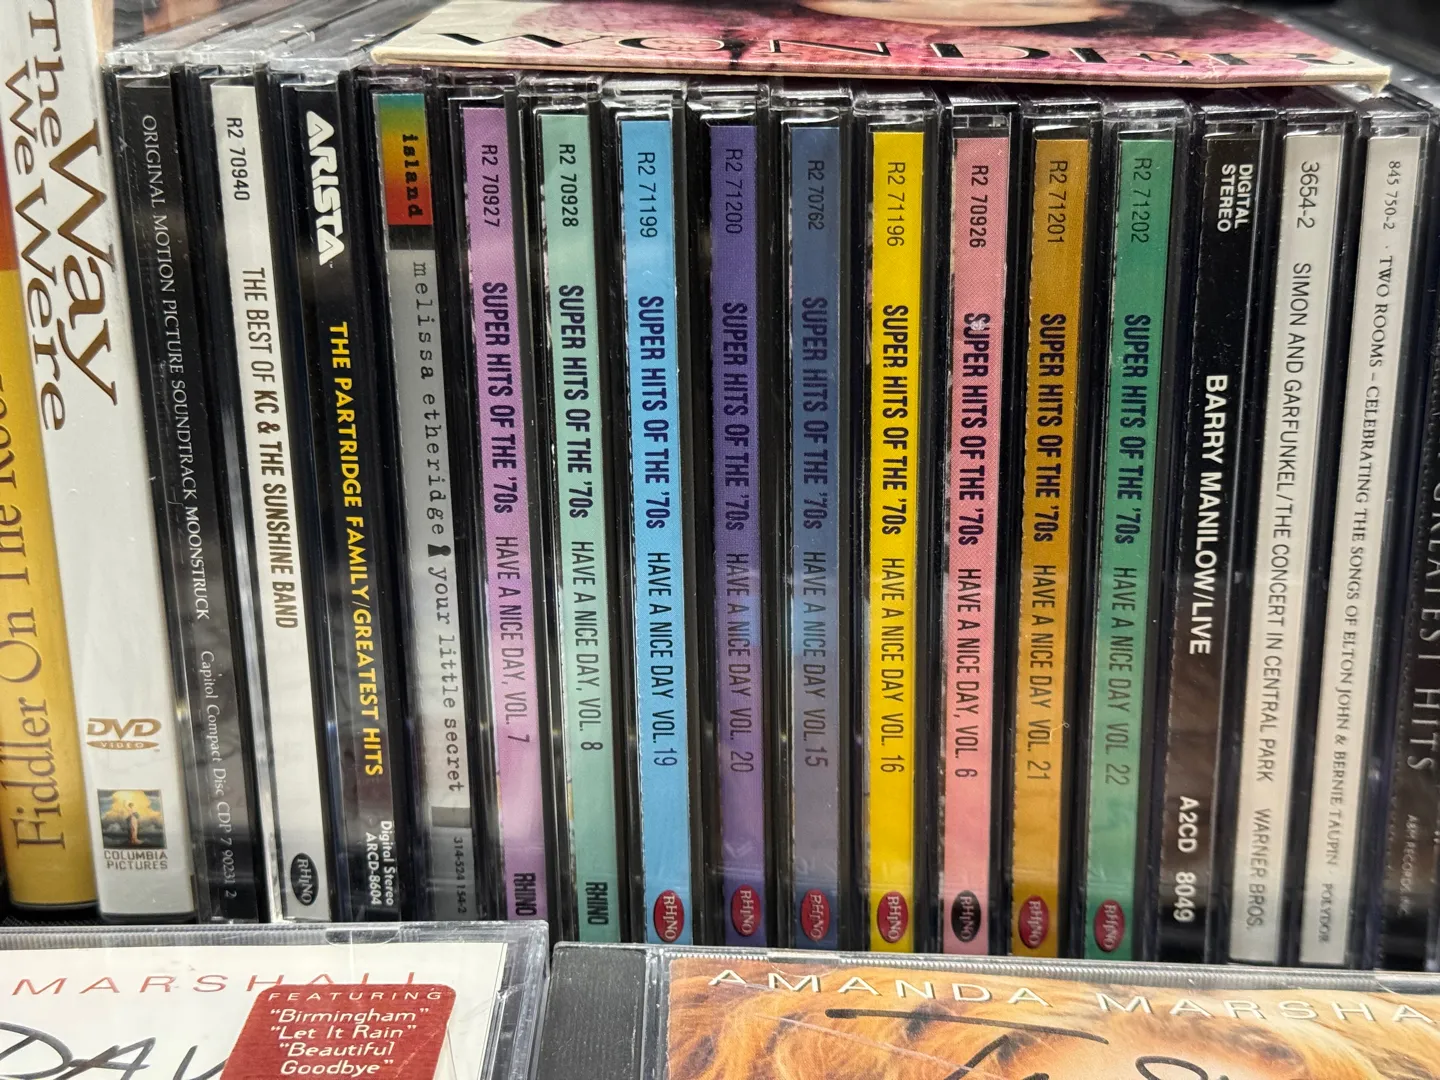 WONDER
Fiddler On The Roof
The Way
We Were
DVD
VIDEO
COLUMBIA
PICTURES
ORIGINAL MOTION PICTURE SOUNDTRACK MOONSTRUCK Capitol Compact Disc CDP 7 90231 2
R2 70940 THE BEST OF KC & THE SUNSHINE BAND RHINO
ARISTA THE PARTRIDGE FAMILY/GREATEST HITS
Digital Stereo
ARCD-8604
island melissa etheridge your little secret 314-524 154-2
R2 70927 SUPER HITS OF THE '70s HAVE A NICE DAY, VOL. 7 RHINO
R2 70928 SUPER HITS OF THE '70s HAVE A NICE DAY, VOL. 8 RHINO
R2 71199 SUPER HITS OF THE '70s HAVE A NICE DAY VOL. 19 RHINO
R2 71200 SUPER HITS OF THE '70s HAVE A NICE DAY VOL. 20 RHINO
R2 70762 SUPER HITS OF THE '70s HAVE A NICE DAY VOL. 15 RHINO
R2 71196 SUPER HITS OF THE '70s HAVE A NICE DAY VOL. 16 RHINO
R2 70926 SUPER HITS OF THE '70s HAVE A NICE DAY, VOL. 6 RHINO
R2 71201 SUPER HITS OF THE '70s HAVE A NICE DAY VOL. 21 RHINO
R2 71202 SUPER HITS OF THE '70s HAVE A NICE DAY VOL. 22 RHINO
DIGITAL
STEREO
BARRY MANILOW/LIVE A2CD 8049
3654-2 SIMON AND GARFUNKEL/THE CONCERT IN CENTRAL PARK WARNER BROS.
845 750-2 · TWO ROOMS – CELEBRATING THE SONGS OF ELTON JOHN & BERNIE TAUPIN · POLYDOR
GREATEST HITS A&M RECORDS, INC.
MARSHALL
FEATURING
"Birmingham"
"Let It Rain"
"Beautiful
Goodbye"
AMANDA MARSHA